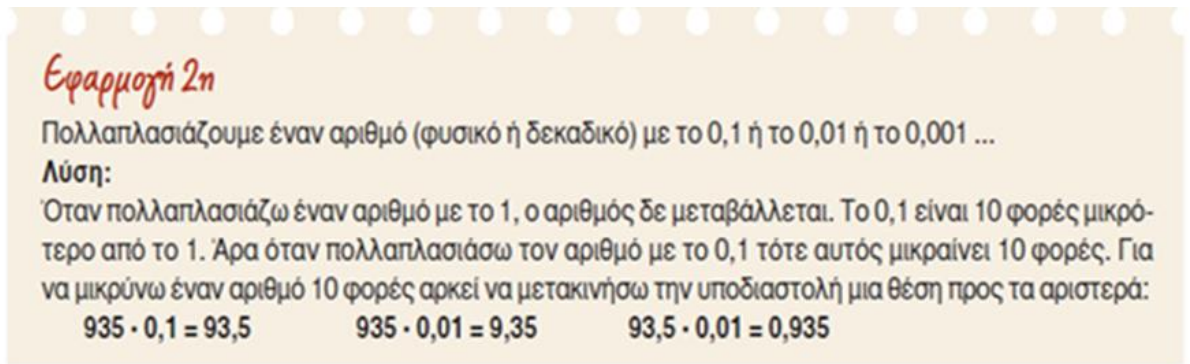 Εφαρμογή 2η
Πολλαπλασιάζουμε έναν αριθμό (φυσικό ή δεκαδικό) με το 0,1 ή το 0,01 ή το 0,001 ...
Λύση:
Όταν πολλαπλασιάζω έναν αριθμό με το 1, ο αριθμός δε μεταβάλλεται. Το 0,1 είναι 10 φορές μικρό-
τερο από το 1. Άρα όταν πολλαπλασιάσω τον αριθμό με το 0,1 τότε αυτός μικραίνει 10 φορές. Για
να μικρύνω έναν αριθμό 10 φορές αρκεί να μετακινήσω την υποδιαστολή μια θέση προς τα αριστερά:
935 · 0,1 = 93,5 935 · 0,01 = 9,35 93,5 · 0,01 = 0,935